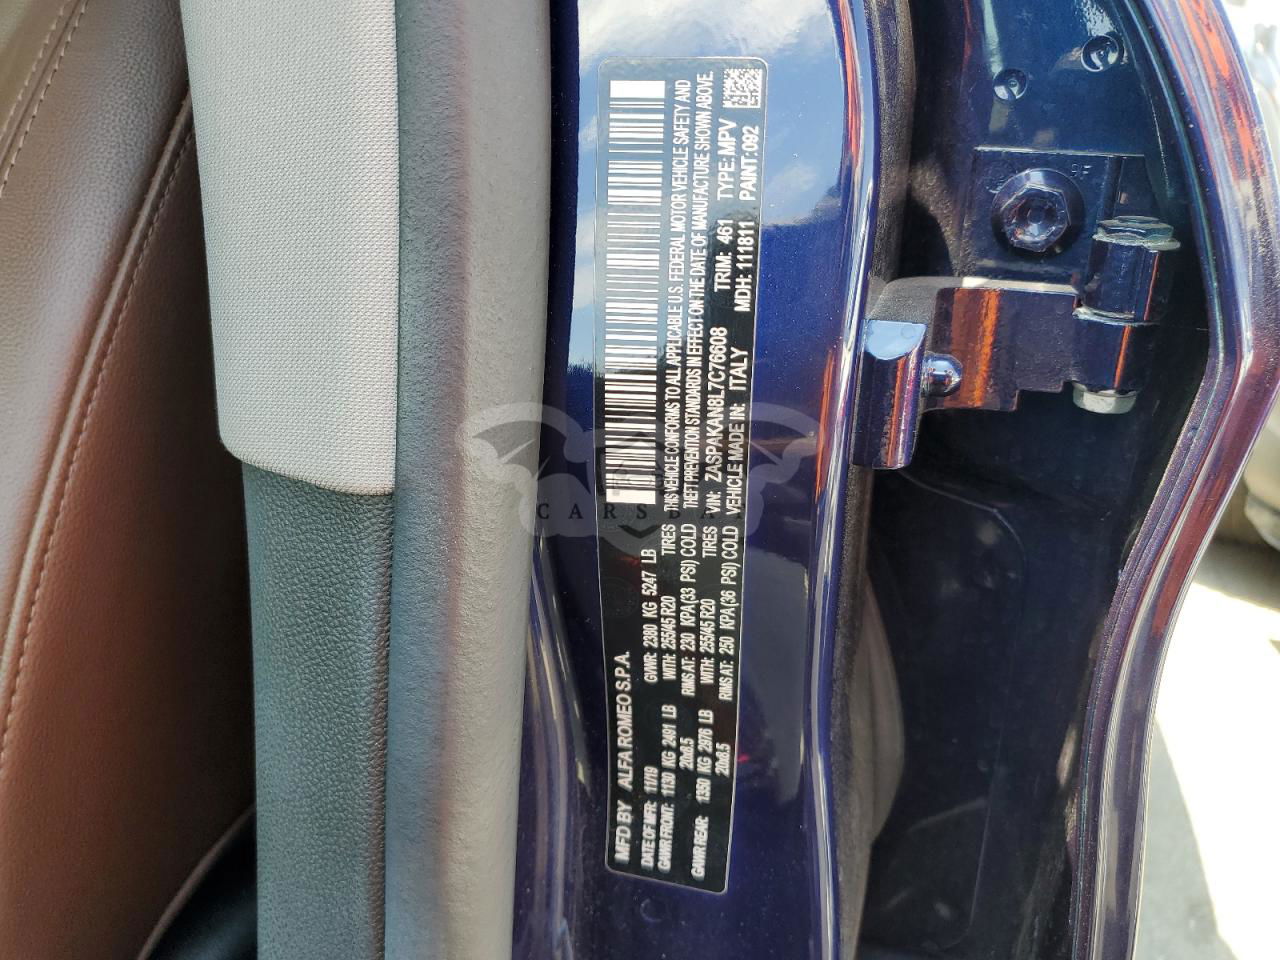 MFD BY ALFA ROMEO S.P.A.
DATE OF MFR: 11/19 GVWR: 2380 KG 5247 LB
GAWR FRONT: 1130 KG 2491 LB WITH: 255/45 R20 TIRES
20x8.5 RIMS AT: 230 KPA(33 PSI) COLD
GAWR REAR: 1350 KG 2976 LB WITH: 255/45 R20 TIRES
20x8.5 RIMS AT: 250 KPA(36 PSI) COLD
THIS VEHICLE CONFORMS TO ALL APPLICABLE U.S. FEDERAL MOTOR VEHICLE SAFETY AND
THEFT PREVENTION STANDARDS IN EFFECT ON THE DATE OF MANUFACTURE SHOWN ABOVE.
VIN: ZASPAKAN8L7C76608 TRIM: 461 TYPE: MPV
VEHICLE MADE IN: ITALY MDH: 111811 PAINT: 092